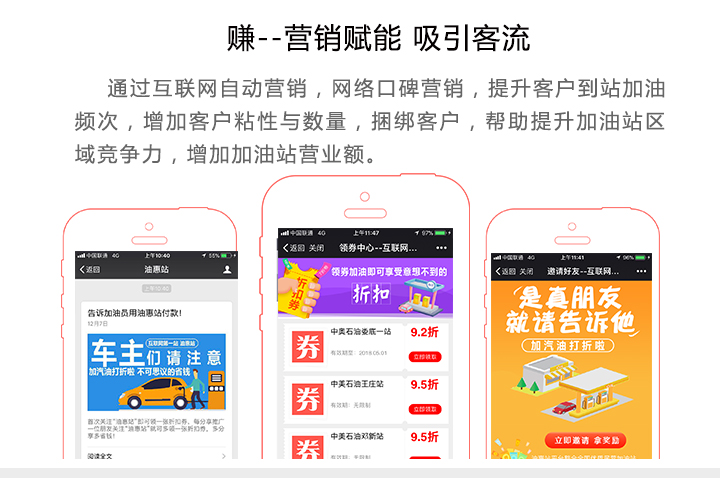 赚--营销赋能 吸引客流
通过互联网自动营销，网络口碑营销，提升客户到站加油
频次，增加客户粘性与数量，捆绑客户，帮助提升加油站区
域竞争力，增加加油站营业额。
中国联通 4G 上午10:40 55%
返回 油惠站
上午10:40
告诉加油员用油惠站付款！
12月7日
互联网第一站 油惠站
车主们请注意
加汽油打折啦 不可思议的省钱
首次关注“油惠站”即可领一张折扣券。每分享推广
一位朋友关注“油惠站”就可多领一张折扣券。多分
享多省钱！
阅读全文
中国联通 4G 上午11:47 97%
返回 关闭 领券中心--互联网...
领券加油即可享受意想不到的
折扣
折扣券
券
中美石油娄底一站
有效期至：2018.05.01
9.2折
立即领取
券
中美石油王庄站
有效期：无限制
9.5折
立即领取
券
中美石油邓新站
有效期：无限制
9.5折
立即领取
中国联通 4G 上午11:41 96%
返回 关闭 邀请好友--互联网...
是真朋友
就请告诉他
加汽油打折啦
立即邀请 拿奖励